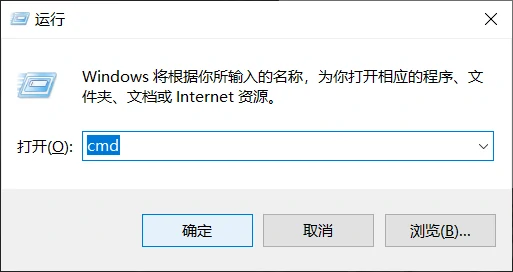 运行
Windows 将根据你所输入的名称，为你打开相应的程序、文
件夹、文档或 Internet 资源。
打开(O): cmd
确定 取消 浏览(B)...